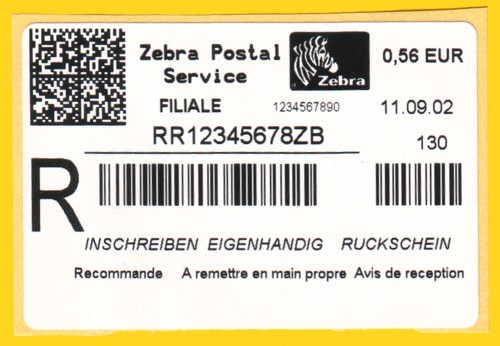 Zebra Postal
Service
Zebra
0,56 EUR
FILIALE 1234567890 11.09.02
RR12345678ZB 130
R
INSCHREIBEN EIGENHANDIG RUCKSCHEIN
Recommande A remettre en main propre Avis de reception